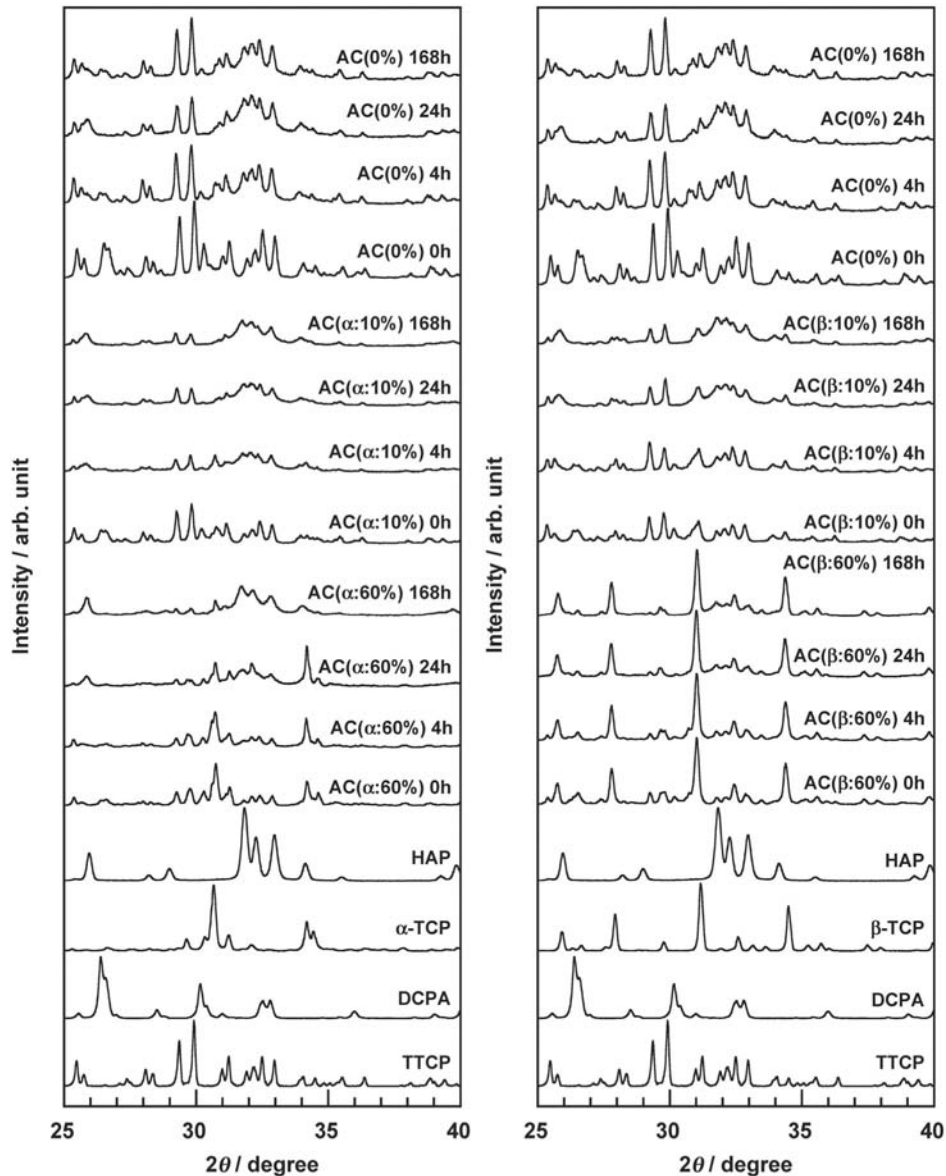 Intensity / arb. unit
AC(0%) 168h
AC(0%) 24h
AC(0%) 4h
AC(0%) 0h
AC(α:10%) 168h
AC(α:10%) 24h
AC(α:10%) 4h
AC(α:10%) 0h
AC(α:60%) 168h
AC(α:60%) 24h
AC(α:60%) 4h
AC(α:60%) 0h
HAP
α-TCP
DCPA
TTCP
25 30 35 40
2θ / degree
Intensity / arb. unit
AC(0%) 168h
AC(0%) 24h
AC(0%) 4h
AC(0%) 0h
AC(β:10%) 168h
AC(β:10%) 24h
AC(β:10%) 4h
AC(β:10%) 0h
AC(β:60%) 168h
AC(β:60%) 24h
AC(β:60%) 4h
AC(β:60%) 0h
HAP
β-TCP
DCPA
TTCP
25 30 35 40
2θ / degree